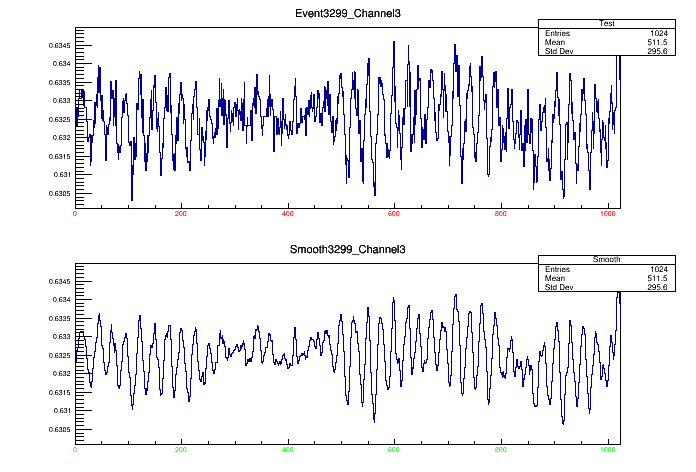 Event3299_Channel3
Test
Entries 1024
Mean 511.5
Std Dev 295.6
0.6345
0.634
0.6335
0.633
0.6325
0.632
0.6315
0.631
0.6305
0 200 400 600 800 1000
Smooth3299_Channel3
Smooth
Entries 1024
Mean 511.5
Std Dev 295.6
0.6345
0.634
0.6335
0.633
0.6325
0.632
0.6315
0.631
0.6305
0 200 400 600 800 1000